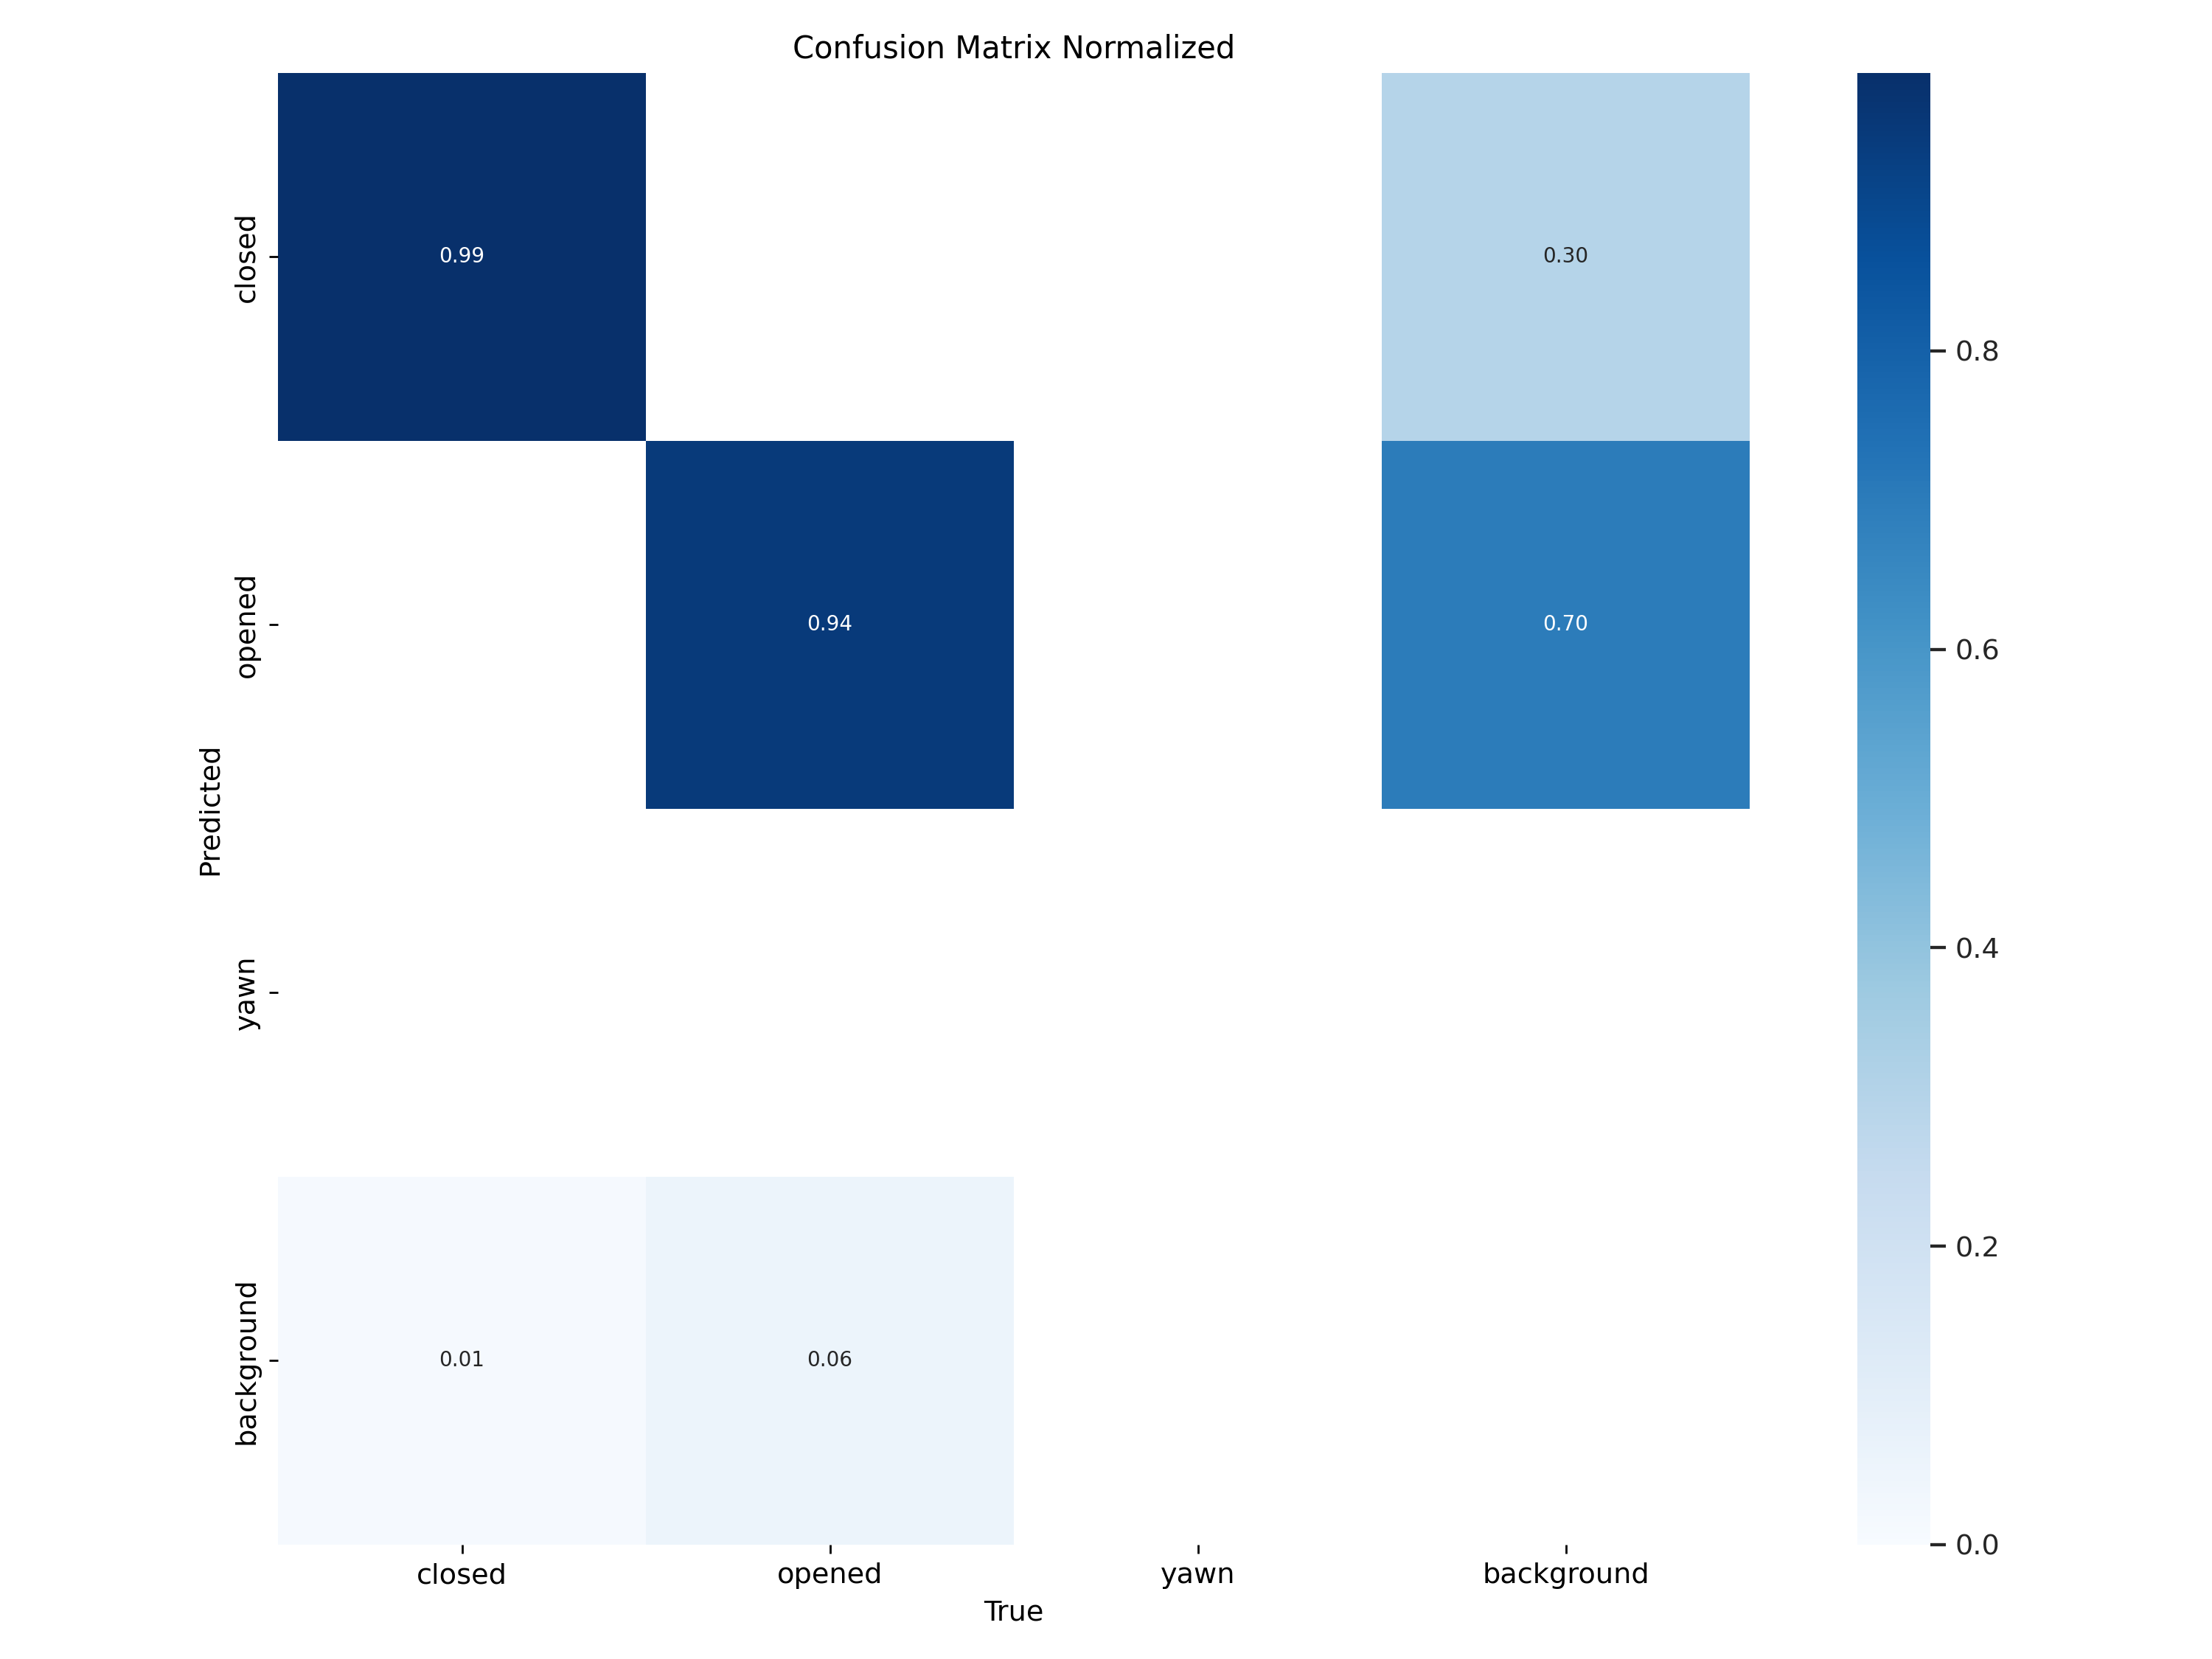 Confusion Matrix Normalized
closed
0.99
0.30
0.8
opened
0.94
0.70
0.6
Predicted
yawn
0.4
background
0.01
0.06
0.2
0.0
closed
opened
yawn
background
True